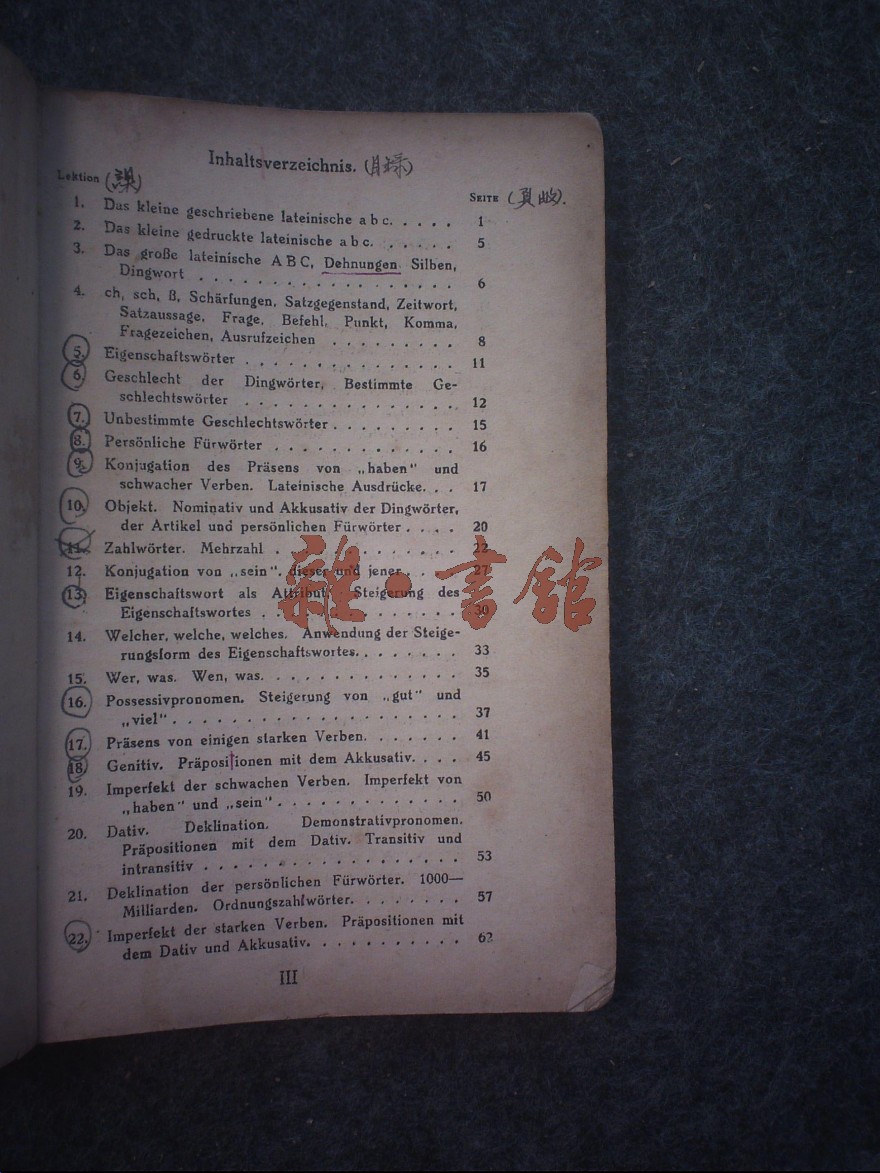 Inhaltsverzeichnis. (目录)
Lektion (課)
SEITE (頁数).
1. Das kleine geschriebene lateinische a b c. . . . . 1
2. Das kleine gedruckte lateinische a b c. . . . . . 5
3. Das große lateinische A B C, Dehnungen Silben,
Dingwort . . . . . . . . . . . . . . . . 6
4. ch, sch, ß, Schärfungen, Satzgegenstand, Zeitwort,
Satzaussage, Frage, Befehl, Punkt, Komma,
Fragezeichen, Ausrufzeichen . . . . . . . . . 8
5. Eigenschaftswörter . . . . . . . . . . . . . 11
6. Geschlecht der Dingwörter, Bestimmte Ge-
schlechtswörter . . . . . . . . . . . . . . 12
7. Unbestimmte Geschlechtswörter . . . . . . . . . 15
8. Persönliche Fürwörter . . . . . . . . . . . . 16
9. Konjugation des Präsens von „haben" und
schwacher Verben. Lateinische Ausdrücke. . . 17
10. Objekt. Nominativ und Akkusativ der Dingwörter,
der Artikel und persönlichen Fürwörter . . . . 20
11. Zahlwörter. Mehrzahl . . . . . . . . . . . . 22
12. Konjugation von „sein". dieser und jener . . . 27
13. Eigenschaftswort als Attribut. Steigerung des
Eigenschaftswortes . . . . . . . . . . . . . 30
14. Welcher, welche, welches. Anwendung der Steige-
rungsform des Eigenschaftswortes. . . . . . . . 33
15. Wer, was. Wen, was. . . . . . . . . . . . . 35
16. Possessivpronomen. Steigerung von „gut" und
„viel" . . . . . . . . . . . . . . . . . . 37
17. Präsens von einigen starken Verben. . . . . . . 41
18. Genitiv. Präpositionen mit dem Akkusativ. . . . 45
19. Imperfekt der schwachen Verben. Imperfekt von
„haben" und „sein" . . . . . . . . . . . . 50
20. Dativ. Deklination. Demonstrativpronomen.
Präpositionen mit dem Dativ. Transitiv und
intransitiv . . . . . . . . . . . . . . . . 53
21. Deklination der persönlichen Fürwörter. 1000—
Milliarden. Ordnungszahlwörter. . . . . . . . 57
22. Imperfekt der starken Verben. Präpositionen mit
dem Dativ und Akkusativ. . . . . . . . . . 62
III
雜·書館